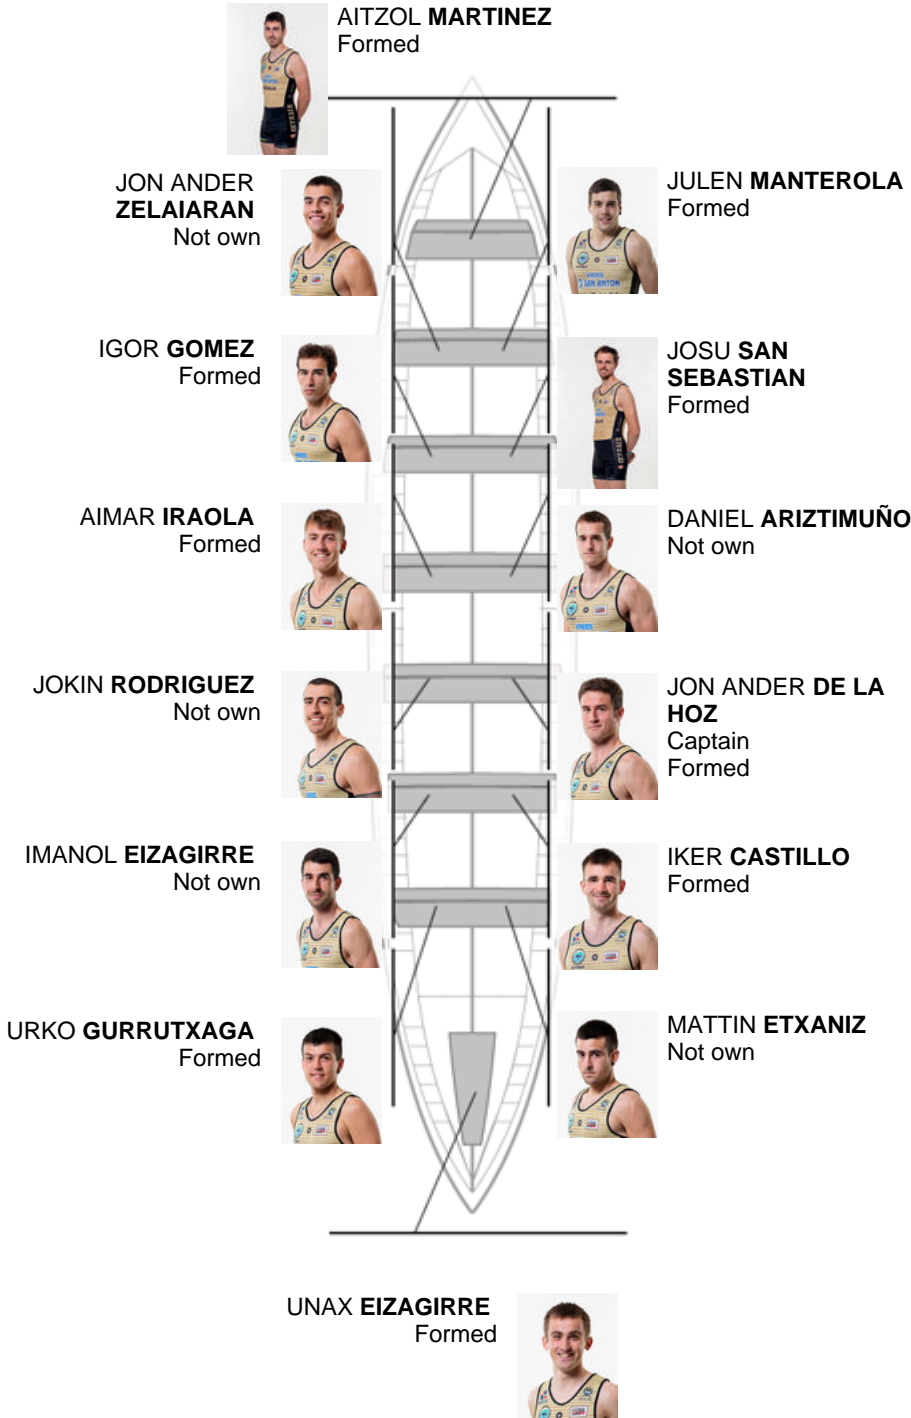 AITZOL MARTINEZ
Formed
JON ANDER
ZELAIARAN
Not own
JULEN MANTEROLA
Formed
IGOR GOMEZ
Formed
JOSU SAN
SEBASTIAN
Formed
AIMAR IRAOLA
Formed
DANIEL ARIZTIMUÑO
Not own
JOKIN RODRIGUEZ
Not own
JON ANDER DE LA
HOZ
Captain
Formed
IMANOL EIZAGIRRE
Not own
IKER CASTILLO
Formed
URKO GURRUTXAGA
Formed
MATTIN ETXANIZ
Not own
UNAX EIZAGIRRE
Formed